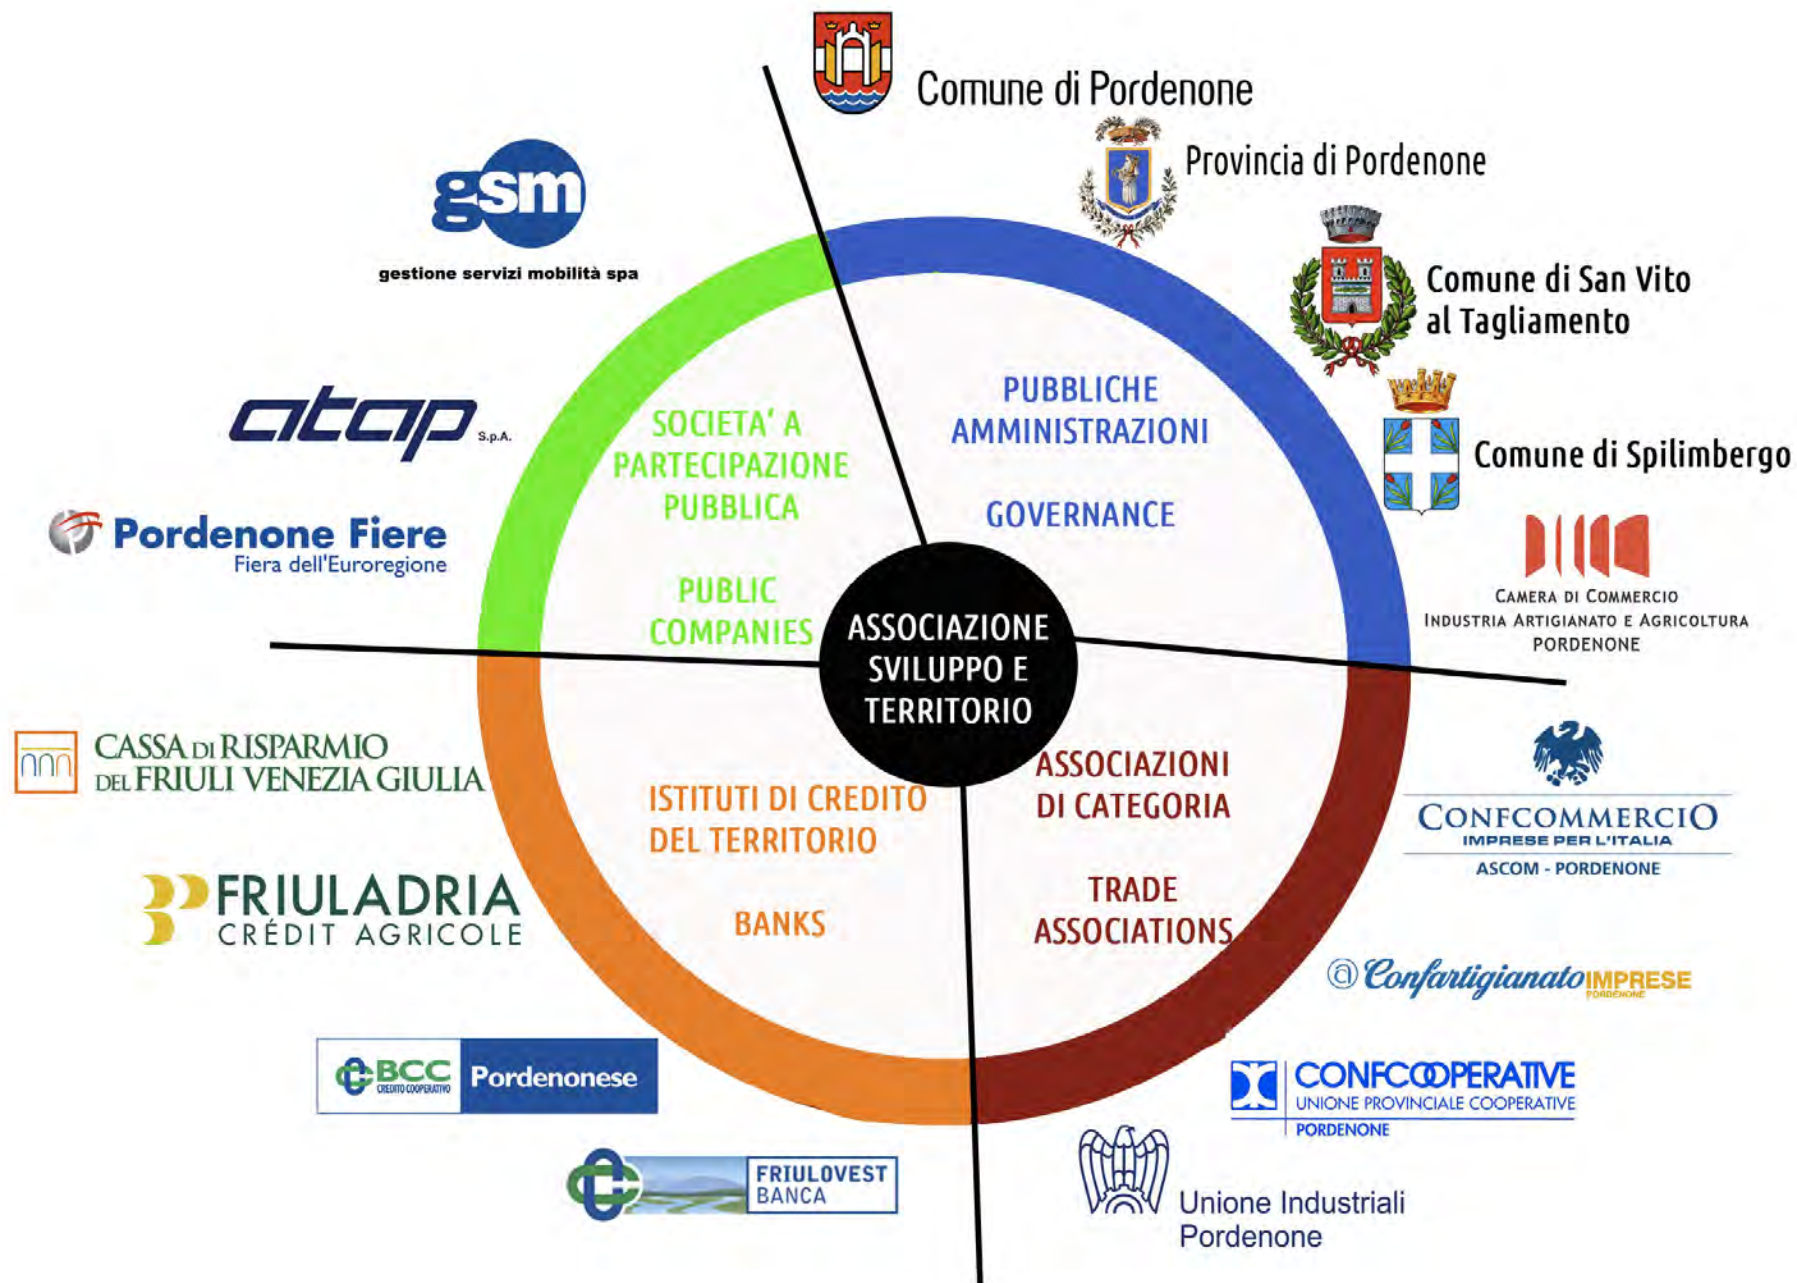 Comune di Pordenone
Provincia di Pordenone
Comune di San Vito
al Tagliamento
Comune di Spilimbergo
CAMERA DI COMMERCIO
INDUSTRIA ARTIGIANATO E AGRICOLTURA
PORDENONE
gsm
gestione servizi mobilità spa
atap S.p.A.
Pordenone Fiere
Fiera dell'Euroregione
SOCIETA' A
PARTECIPAZIONE
PUBBLICA
PUBLIC
COMPANIES
PUBBLICHE
AMMINISTRAZIONI
GOVERNANCE
ASSOCIAZIONE
SVILUPPO E
TERRITORIO
ISTITUTI DI CREDITO
DEL TERRITORIO
BANKS
ASSOCIAZIONI
DI CATEGORIA
TRADE
ASSOCIATIONS
CASSA DI RISPARMIO
DEL FRIULI VENEZIA GIULIA
FRIULADRIA
CRÉDIT AGRICOLE
BCC
CREDITO COOPERATIVO
Pordenonese
FRIULOVEST
BANCA
CONFCOMMERCIO
IMPRESE PER L'ITALIA
ASCOM - PORDENONE
Confartigianato IMPRESE
PORDENONE
CONFCOOPERATIVE
UNIONE PROVINCIALE COOPERATIVE
PORDENONE
Unione Industriali
Pordenone